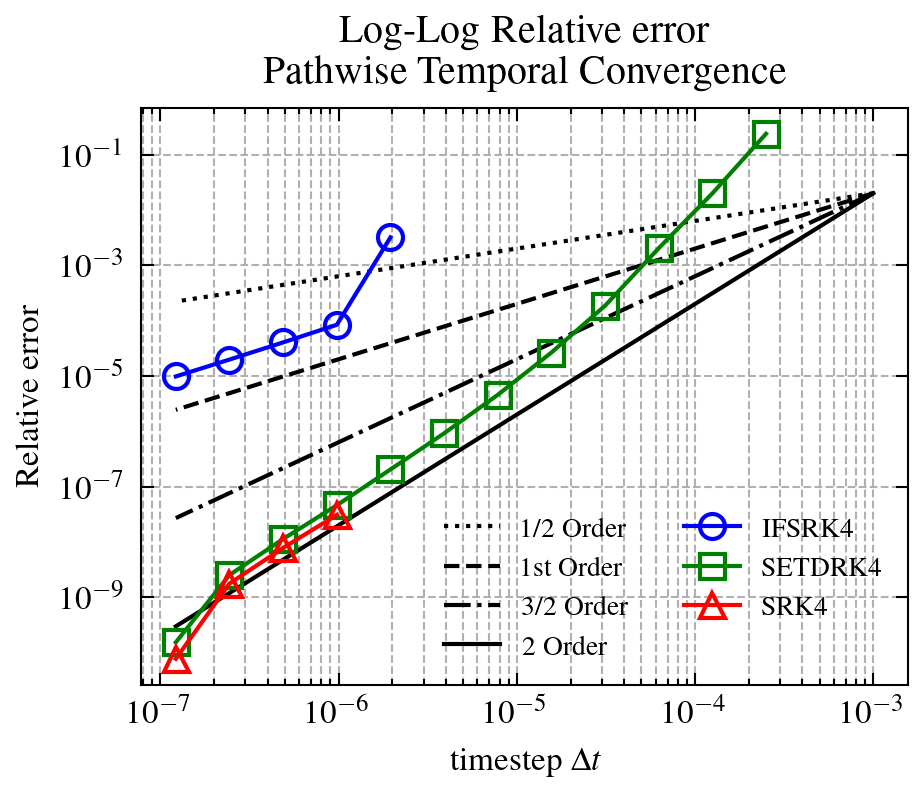 Log-Log Relative error
Pathwise Temporal Convergence
Relative error
10⁻¹
10⁻³
10⁻⁵
10⁻⁷
10⁻⁹
1/2 Order
1st Order
3/2 Order
2 Order
IFSRK4
SETDRK4
SRK4
10⁻⁷ 10⁻⁶ 10⁻⁵ 10⁻⁴ 10⁻³
timestep Δt